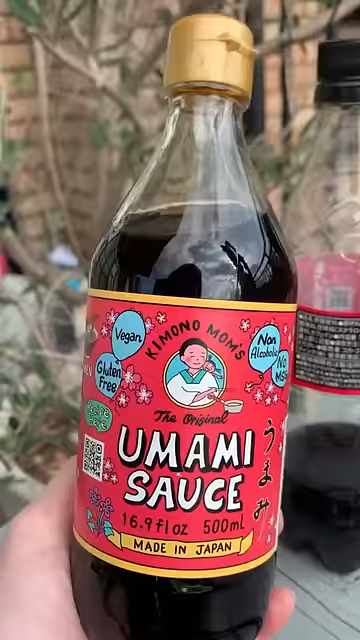 Vegan
KIMONO MOM'S
Non
Alcoholic
No
MSG
Gluten
Free
The Original
UMAMI
SAUCE
うまみ
16.9 fl oz 500mL
MADE IN JAPAN